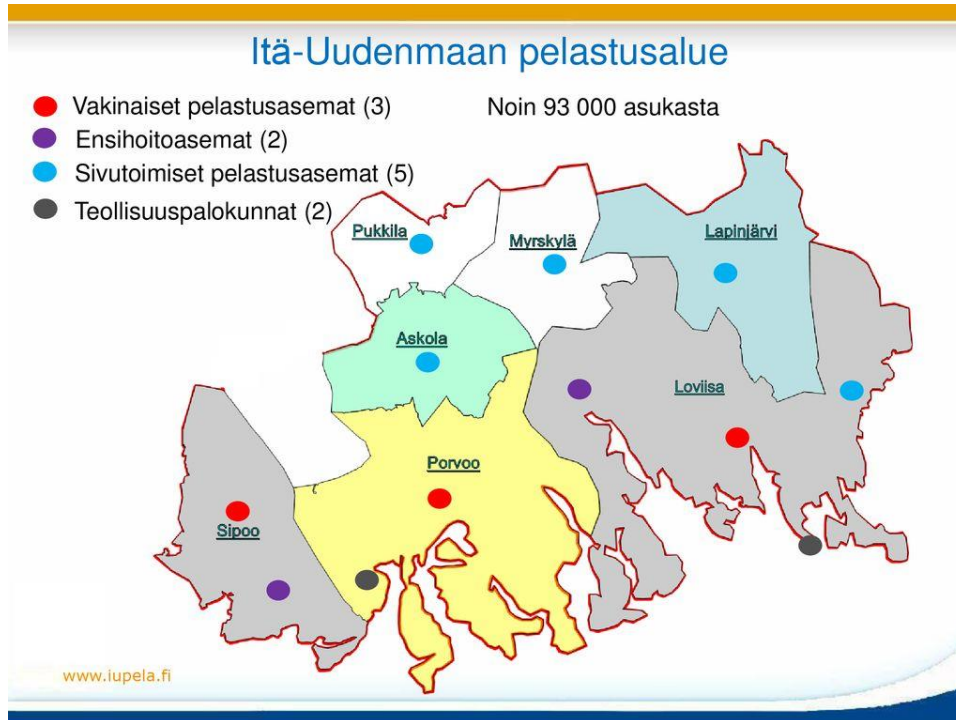 Itä-Uudenmaan pelastusalue
Vakinaiset pelastusasemat (3)
Noin 93 000 asukasta
Ensihoitoasemat (2)
Sivutoimiset pelastusasemat (5)
Teollisuuspalokunnat (2)
Pukkila
Myrskylä
Lapinjärvi
Askola
Loviisa
Porvoo
Sipoo
www.iupela.fi